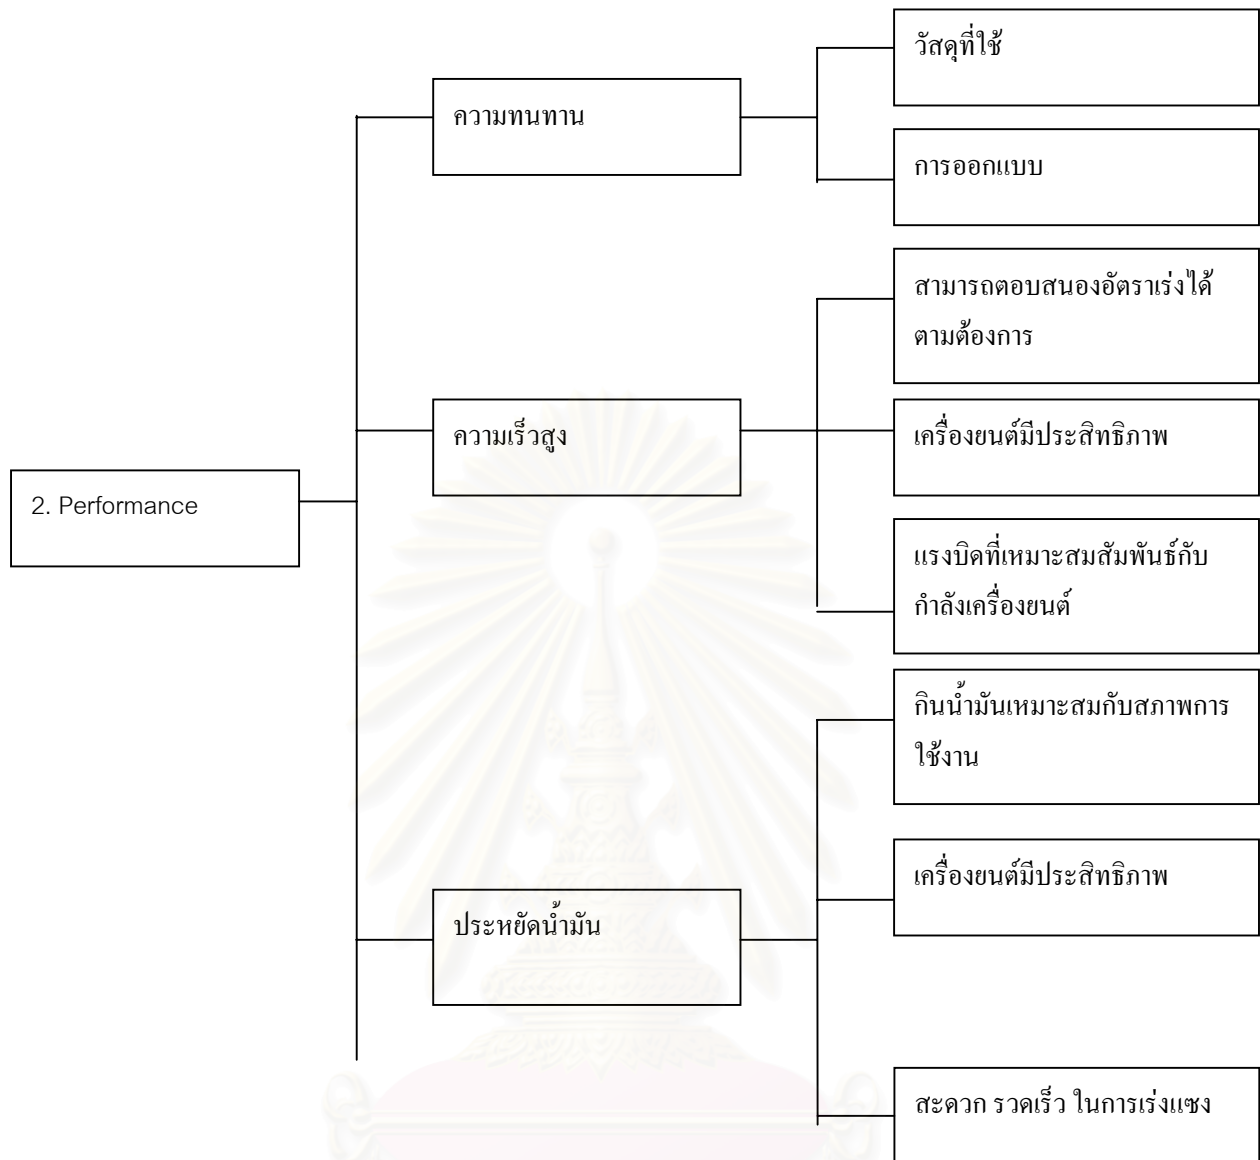 2. Performance
ความทนทาน
วัสดุที่ใช้
การออกแบบ
ความเร็วสูง
สามารถตอบสนองอัตราเร่งได้
ตามต้องการ
เครื่องยนต์มีประสิทธิภาพ
แรงบิดที่เหมาะสมสัมพันธ์กับ
กำลังเครื่องยนต์
ประหยัดน้ำมัน
กินน้ำมันเหมาะสมกับสภาพการ
ใช้งาน
เครื่องยนต์มีประสิทธิภาพ
สะดวก รวดเร็ว ในการเร่งแซง